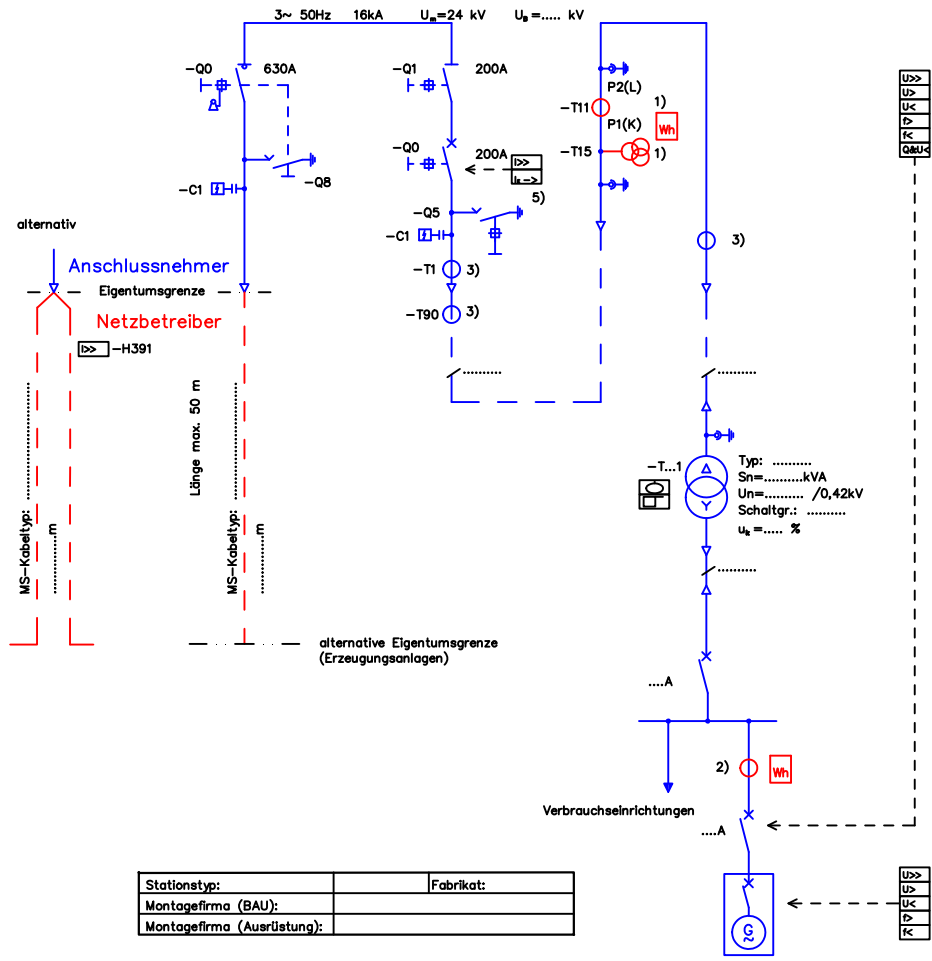 3~ 50Hz 16kA Um=24 kV UB=..... kV
-Q0 630A
-Q8
-C1
-Q1 200A
-Q0 200A
I>>
5)
-Q5
-C1
-T1 3)
-T90 3)
..........
P2(L)
-T11 1)
P1(K)
Wh
-T15 1)
3)
..........
U>>
U>
U<
f>
f<
Q&U<
alternativ
Anschlussnehmer
Eigentumsgrenze
Netzbetreiber
I>> -H391
MS-Kabeltyp: ..............................
..............m
Länge max. 50 m
MS-Kabeltyp: ..............................
..............m
alternative Eigentumsgrenze
(Erzeugungsanlagen)
-T...1
Typ: ..........
Sn=..........kVA
Un=.......... /0,42kV
Schaltgr.: ..........
uk =..... %
..........
....A
2) Wh
Verbrauchseinrichtungen
....A
G
~
U>>
U>
U<
f>
f<
Stationstyp: Fabrikat:
Montagefirma (BAU):
Montagefirma (Ausrüstung):